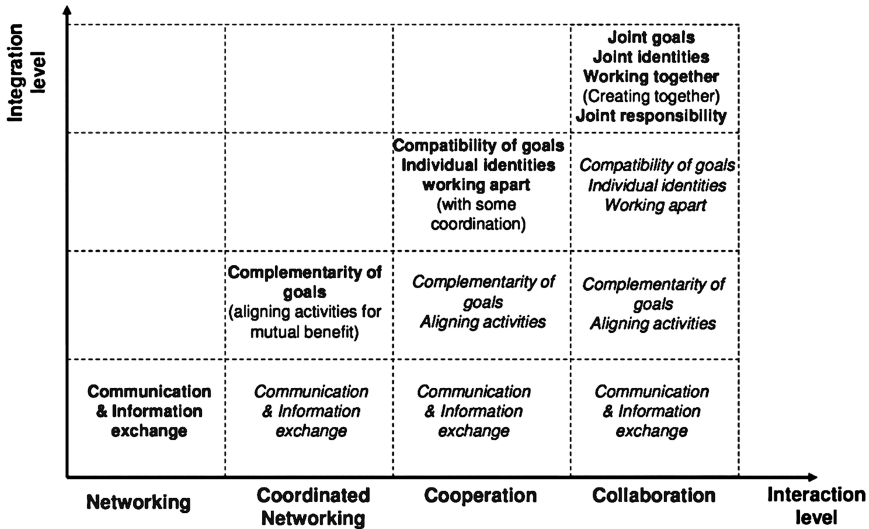 Integration
level
Joint goals
Joint identities
Working together
(Creating together)
Joint responsibility
Compatibility of goals
Individual identities
working apart
(with some
coordination)
Compatibility of goals
Individual identities
Working apart
Complementarity of
goals
(aligning activities for
mutual benefit)
Complementarity of
goals
Aligning activities
Complementarity of
goals
Aligning activities
Communication
& Information
exchange
Communication
& Information
exchange
Communication
& Information
exchange
Communication
& Information
exchange
Networking
Coordinated
Networking
Cooperation
Collaboration
Interaction
level